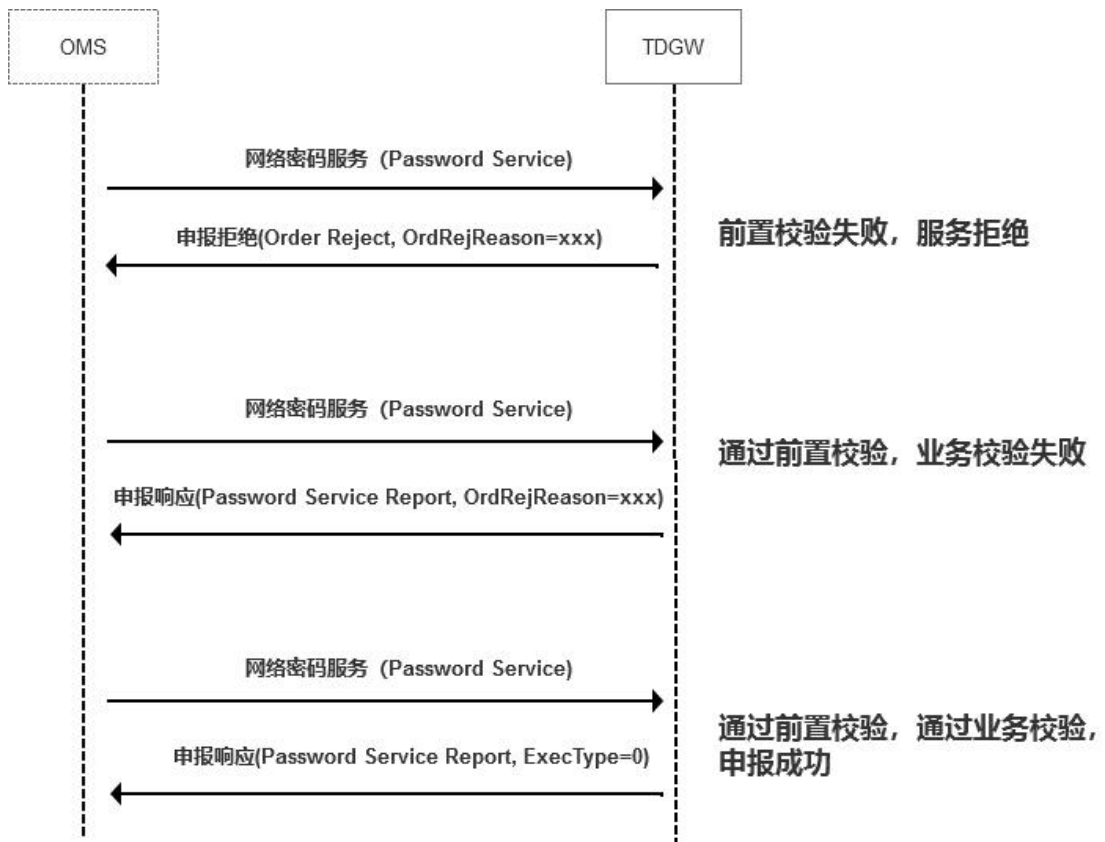 OMS
TDGW
网络密码服务 (Password Service)
申报拒绝(Order Reject, OrdRejReason=xxx)
前置校验失败，服务拒绝
网络密码服务 (Password Service)
通过前置校验，业务校验失败
申报响应(Password Service Report, OrdRejReason=xxx)
网络密码服务 (Password Service)
通过前置校验，通过业务校验，
申报成功
申报响应(Password Service Report, ExecType=0)